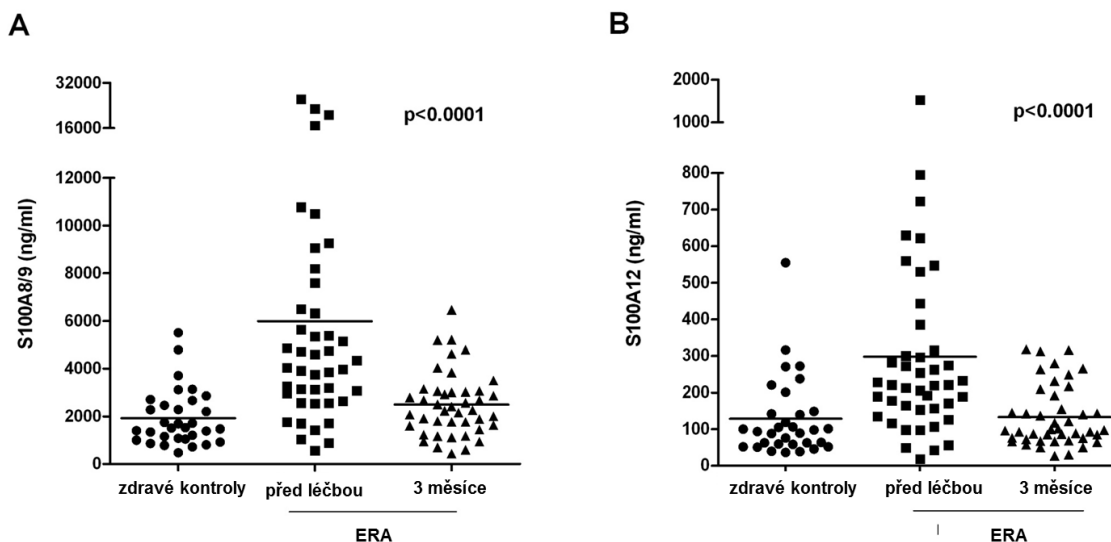 A
S100A8/9 (ng/ml)
32000
16000
12000
10000
8000
6000
4000
2000
0
p<0.0001
zdravé kontroly
před léčbou
3 měsíce
ERA
B
S100A12 (ng/ml)
2000
1000
800
700
600
500
400
300
200
100
0
p<0.0001
zdravé kontroly
před léčbou
3 měsíce
ERA